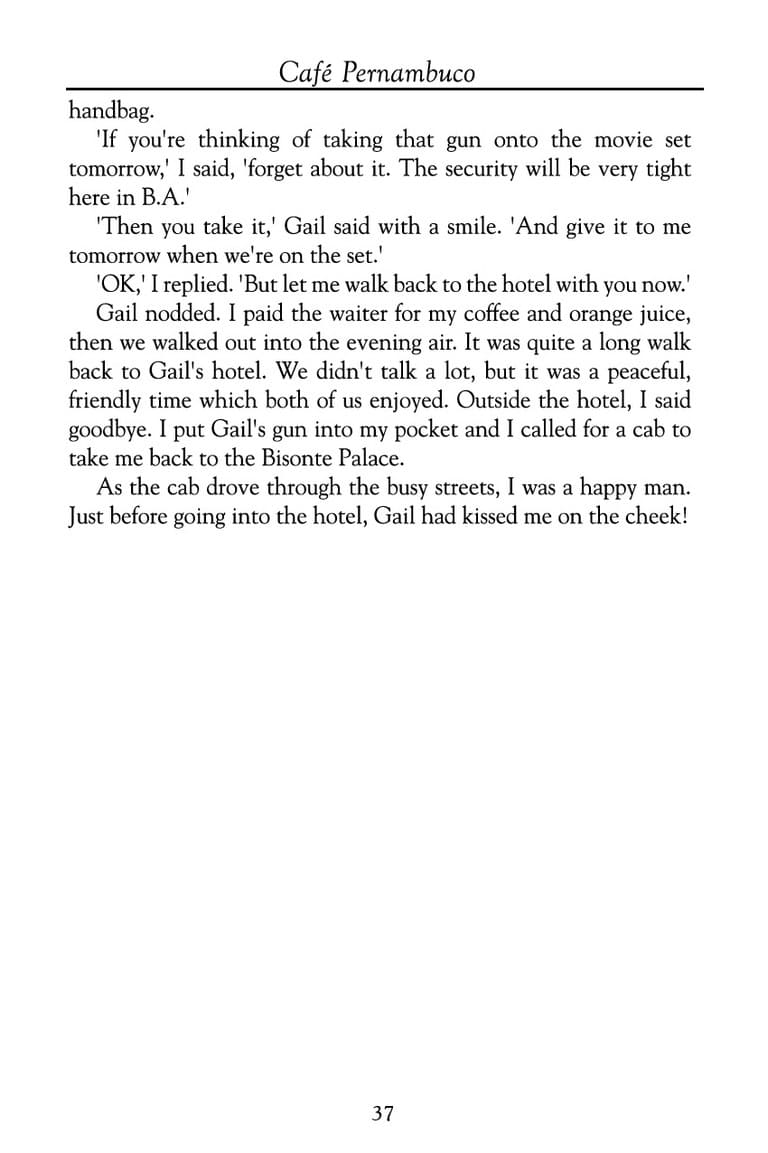 Café Pernambuco
handbag.
'If you're thinking of taking that gun onto the movie set
tomorrow,' I said, 'forget about it. The security will be very tight
here in B.A.'
'Then you take it,' Gail said with a smile. 'And give it to me
tomorrow when we're on the set.'
'OK,' I replied. 'But let me walk back to the hotel with you now.'
Gail nodded. I paid the waiter for my coffee and orange juice,
then we walked out into the evening air. It was quite a long walk
back to Gail's hotel. We didn't talk a lot, but it was a peaceful,
friendly time which both of us enjoyed. Outside the hotel, I said
goodbye. I put Gail's gun into my pocket and I called for a cab to
take me back to the Bisonte Palace.
As the cab drove through the busy streets, I was a happy man.
Just before going into the hotel, Gail had kissed me on the cheek!
37